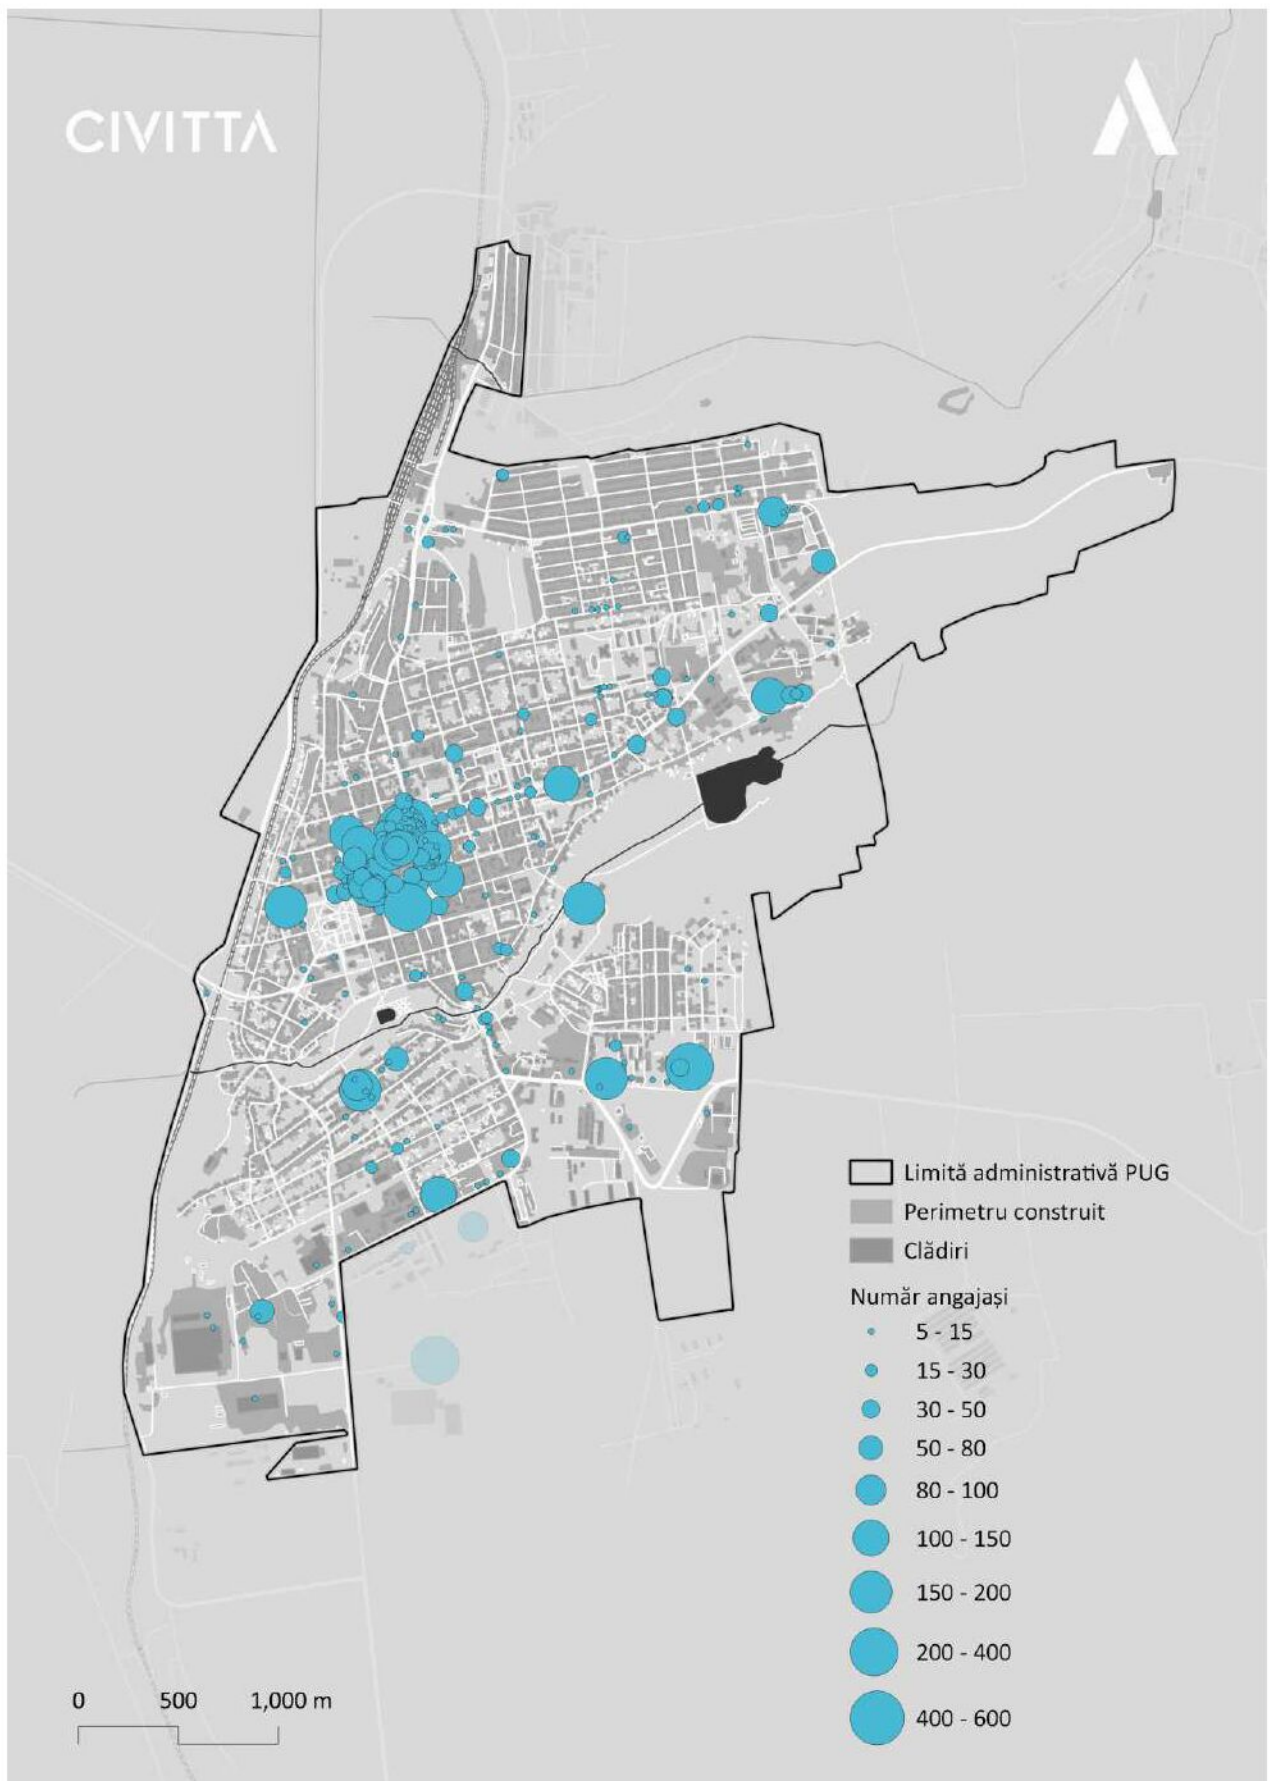 CIVITTA
Limită administrativă PUG
Perimetru construit
Clădiri
Număr angajași
5 - 15
15 - 30
30 - 50
50 - 80
80 - 100
100 - 150
150 - 200
200 - 400
400 - 600
0 500 1,000 m